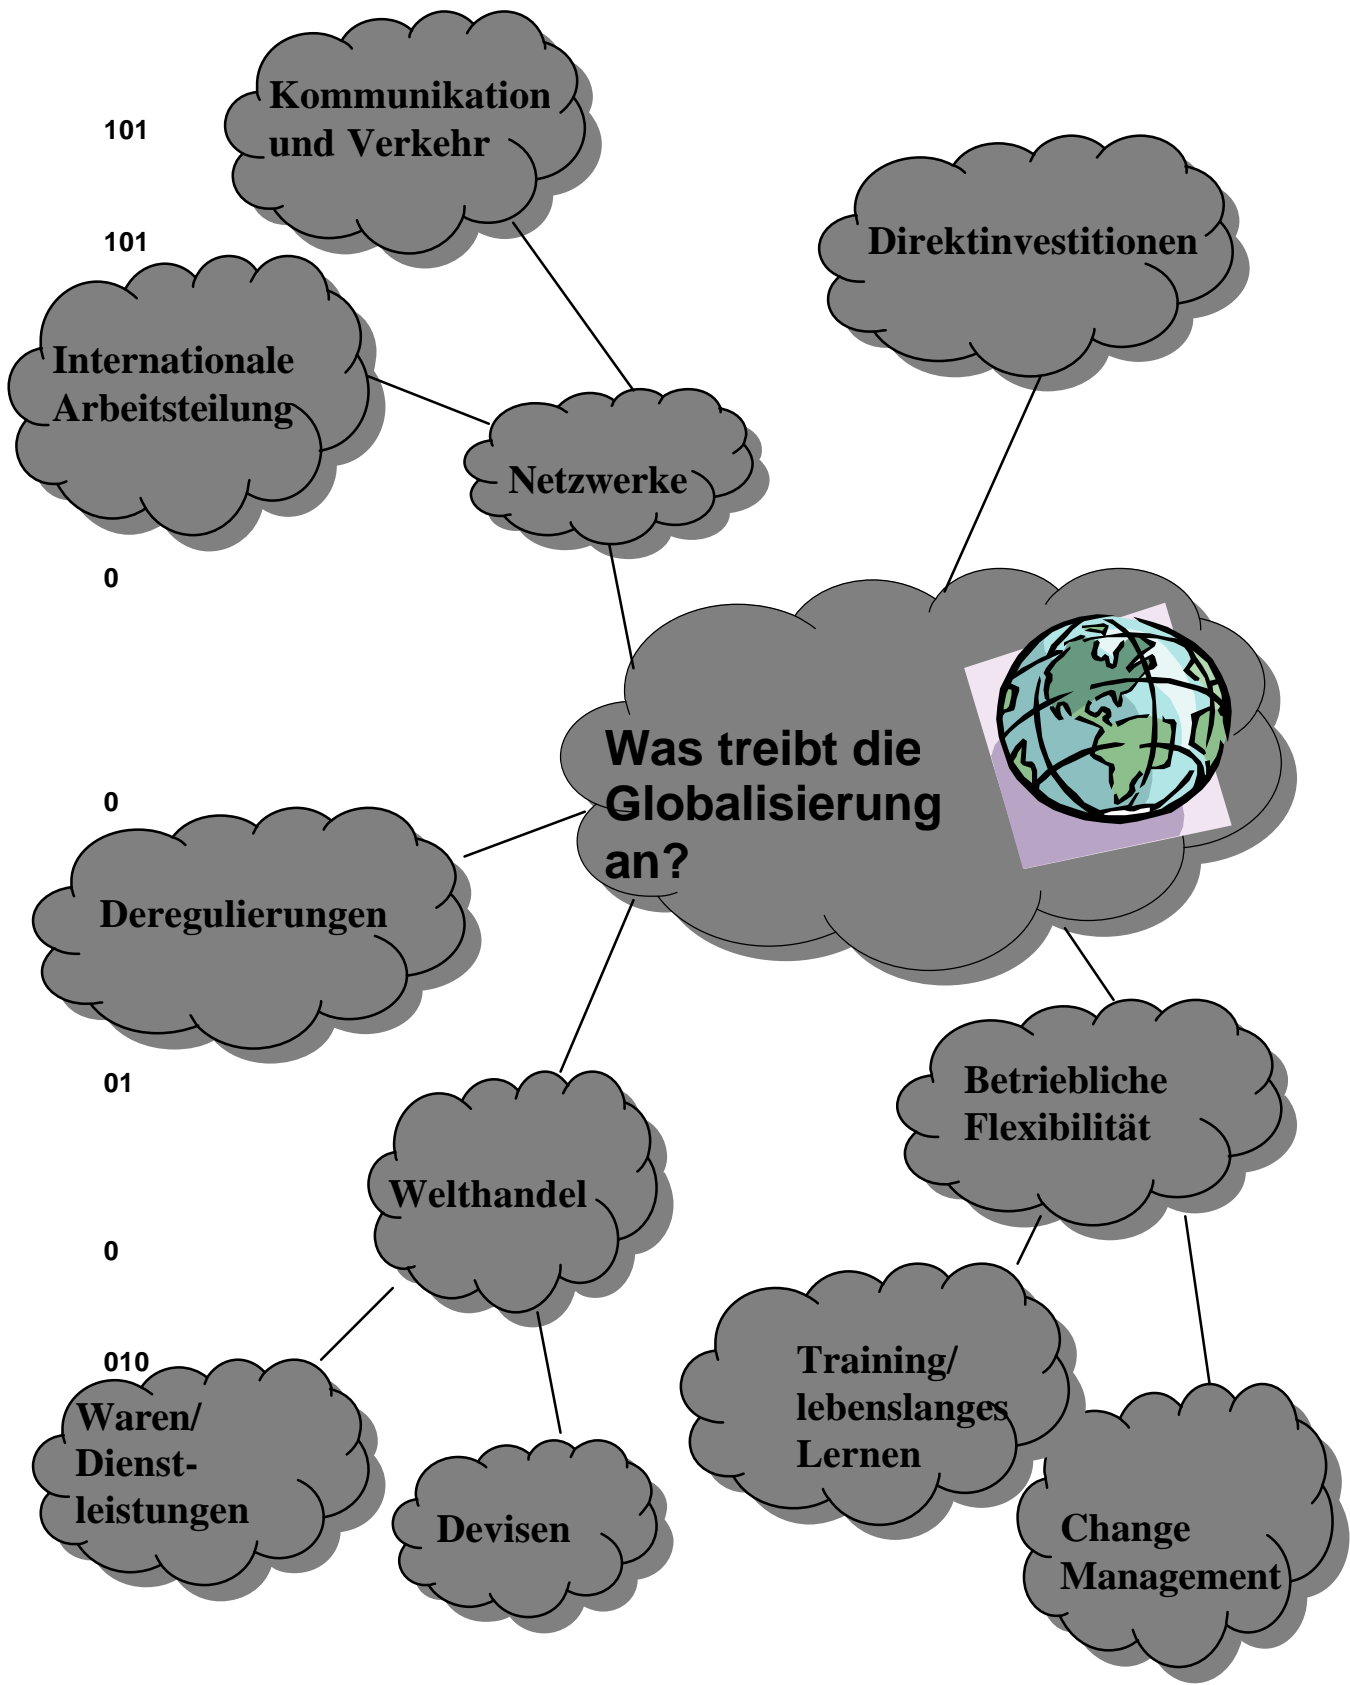 Kommunikation
und Verkehr
101
101
Direktinvestitionen
Internationale
Arbeitsteilung
Netzwerke
0
Was treibt die
Globalisierung
an?
0
Deregulierungen
01
Betriebliche
Flexibilität
Welthandel
0
010
Waren/
Dienst-
leistungen
Devisen
Training/
lebenslanges
Lernen
Change
Management